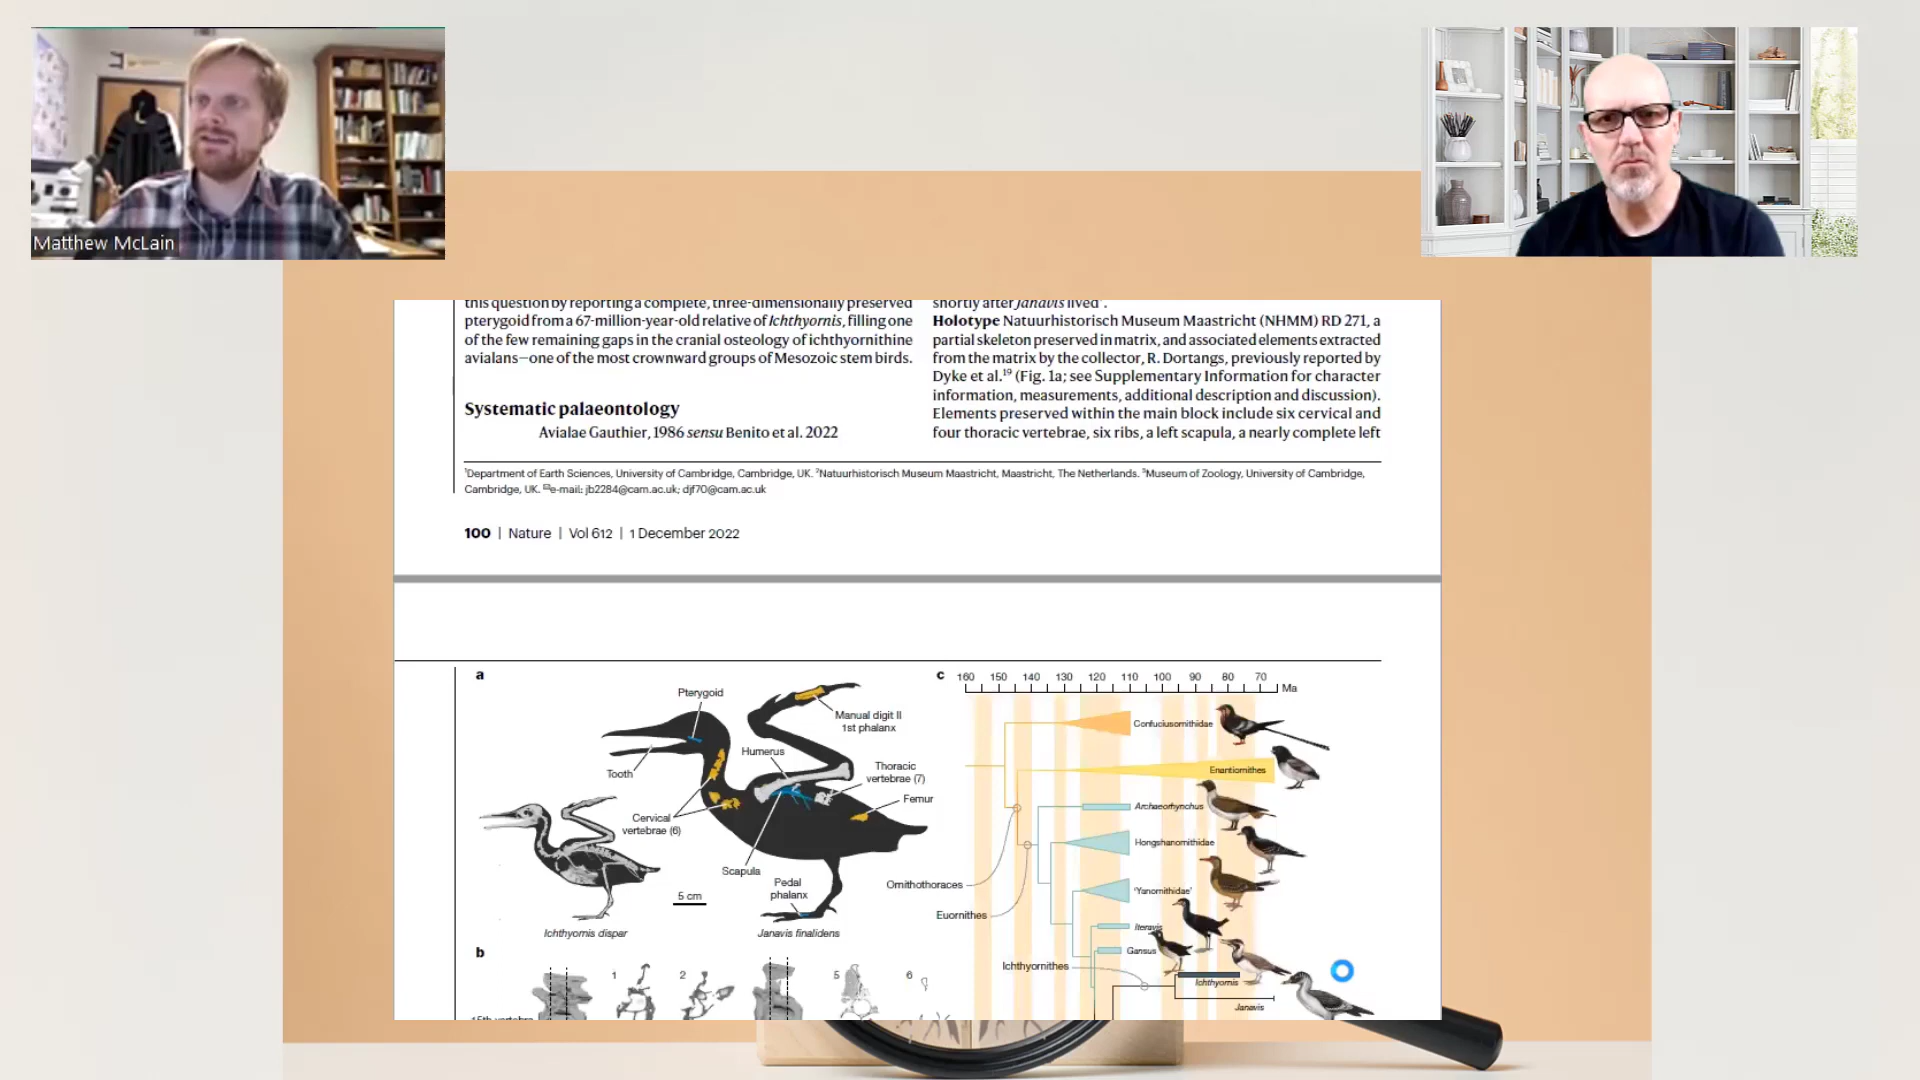 Matthew McLain
this question by reporting a complete, three-dimensionally preserved
pterygoid from a 67-million-year-old relative of Ichthyornis, filling one
of the few remaining gaps in the cranial osteology of ichthyornithine
avialans—one of the most crownward groups of Mesozoic stem birds.
Systematic palaeontology
Avialae Gauthier, 1986 sensu Benito et al. 2022
shortly after Janavis lived
Holotype Natuurhistorisch Museum Maastricht (NHMM) RD 271, a
partial skeleton preserved in matrix, and associated elements extracted
from the matrix by the collector, R. Dortangs, previously reported by
Dyke et al.19 (Fig. 1a; see Supplementary Information for character
information, measurements, additional description and discussion).
Elements preserved within the main block include six cervical and
four thoracic vertebrae, six ribs, a left scapula, a nearly complete left
1Department of Earth Sciences, University of Cambridge, Cambridge, UK. 2Natuurhistorisch Museum Maastricht, Maastricht, The Netherlands. 3Museum of Zoology, University of Cambridge,
Cambridge, UK. ✉e-mail: jb2284@cam.ac.uk; djf70@cam.ac.uk
100 | Nature | Vol 612 | 1 December 2022
a
Pterygoid
Manual digit II
1st phalanx
Humerus
Tooth
Thoracic
vertebrae (7)
Femur
Cervical
vertebrae (6)
Scapula
Pedal
phalanx
5 cm
Ichthyornis dispar
Janavis finalidens
b
1
2
5
6
15th vertebra
c
160 150 140 130 120 110 100 90 80 70
Ma
Confuciusornithidae
Enantiornithes
Archaeorhynchus
Hongshanornithidae
Ornithothoraces
'Yanornithidae'
Euornithes
Iteravis
Gansus
Ichthyornithes
Ichthyornis
Janavis